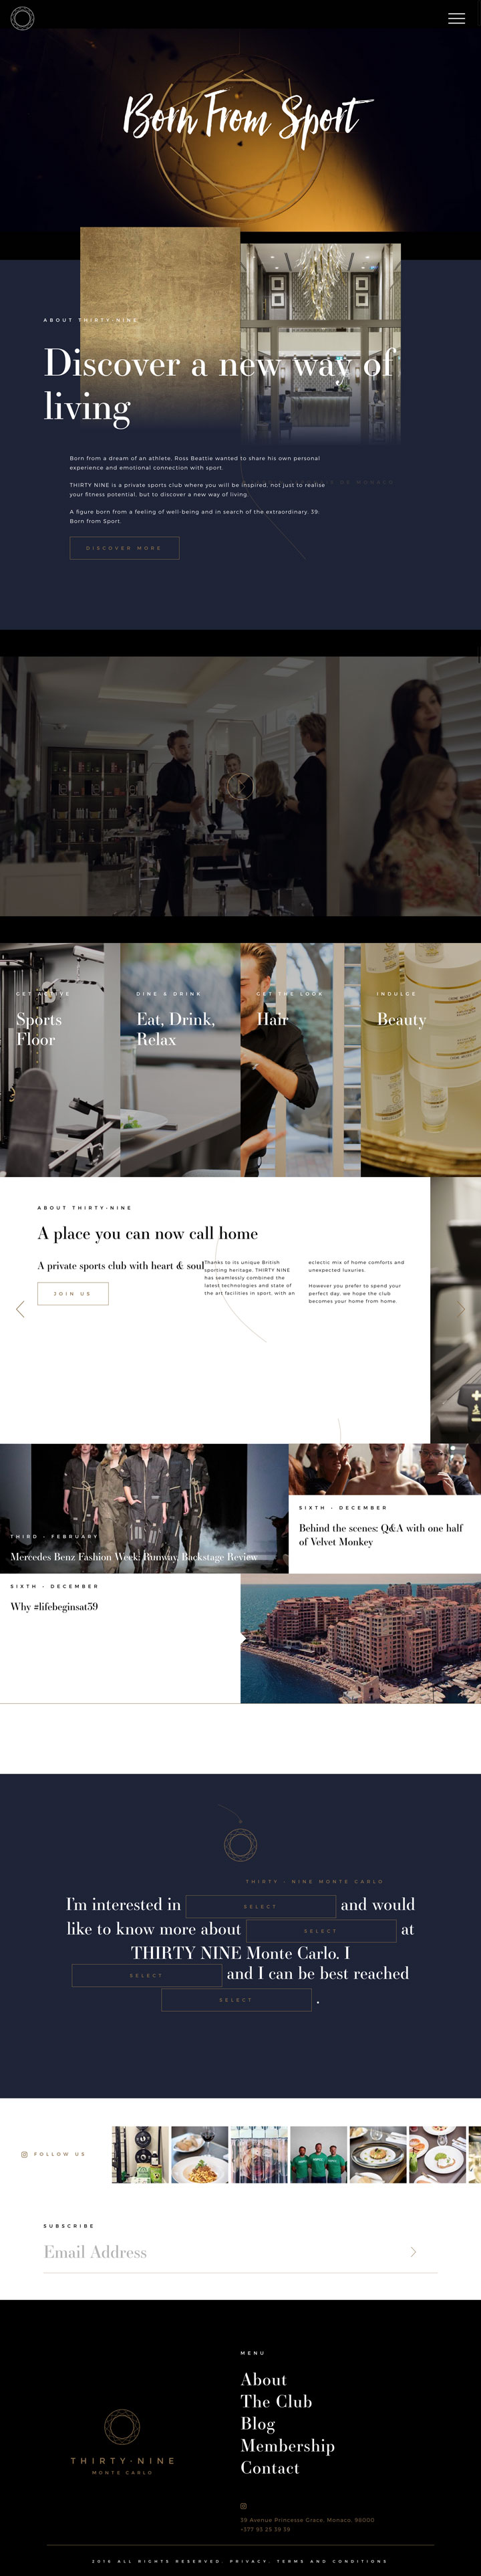 Born From Sport
ABOUT THIRTY-NINE
Discover a new way of
living
Born from a dream of an athlete, Ross Beattie wanted to share his own personal
experience and emotional connection with sport.
THIRTY NINE is a private sports club where you will be inspired, not just to realise
your fitness potential, but to discover a new way of living.
A figure born from a feeling of well-being and in search of the extraordinary. 39:
Born from Sport.
DISCOVER MORE
GET ACTIVE
Sports
Floor
DINE & DRINK
Eat, Drink,
Relax
GET THE LOOK
Hair
INDULGE
Beauty
ABOUT THIRTY-NINE
A place you can now call home
A private sports club with heart & soul
JOIN US
Thanks to its unique British
sporting heritage, THIRTY NINE
has seamlessly combined the
latest technologies and state of
the art facilities in sport, with an
eclectic mix of home comforts and
unexpected luxuries.
However you prefer to spend your
perfect day, we hope the club
becomes your home from home.
THIRD - FEBRUARY
Mercedes Benz Fashion Week: Runway, Backstage Review
SIXTH - DECEMBER
Behind the scenes: Q&A with one half
of Velvet Monkey
SIXTH - DECEMBER
Why #lifebeginsat39
THIRTY - NINE MONTE CARLO
I'm interested in SELECT and would
like to know more about SELECT at
THIRTY NINE Monte Carlo. I
SELECT and I can be best reached
SELECT .
FOLLOW US
SUBSCRIBE
Email Address
MENU
About
The Club
Blog
Membership
Contact
THIRTY-NINE
MONTE CARLO
39 Avenue Princesse Grace, Monaco, 98000
+377 93 25 39 39
2016 ALL RIGHTS RESERVED. PRIVACY. TERMS AND CONDITIONS